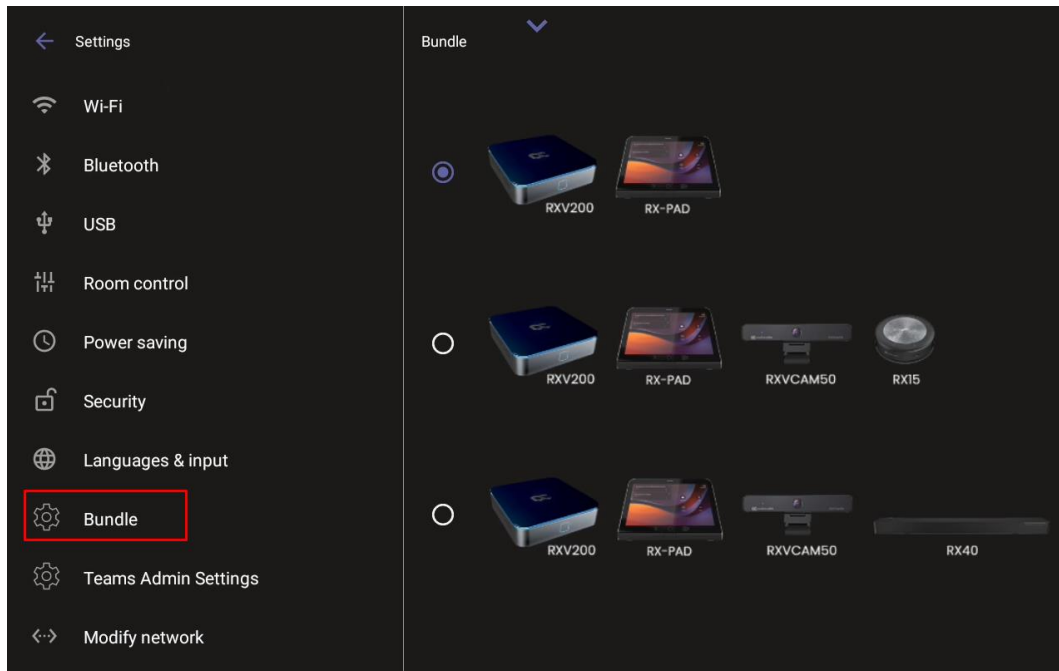 Settings
Wi-Fi
Bluetooth
USB
Room control
Power saving
Security
Languages & input
Bundle
Teams Admin Settings
Modify network
Bundle
RXV200 RX-PAD
RXV200 RX-PAD RXVCAM50 RX15
RXV200 RX-PAD RXVCAM50 RX40